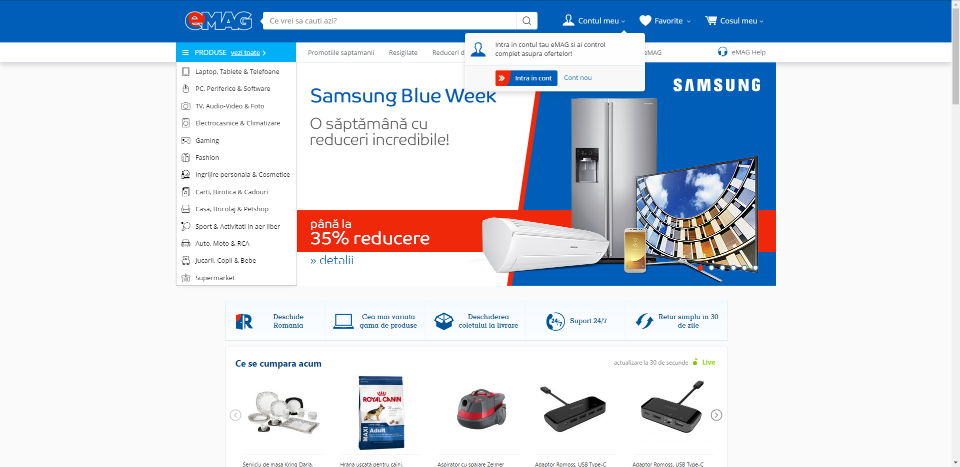 eMAG
Ce vrei sa cauti azi?
Contul meu
Favorite
Cosul meu
PRODUSE vezi toate
Promotiile saptamanii
Resigilate
Reduceri d
eMAG
eMAG Help
Intra in contul tau eMAG si ai control
complet asupra ofertelor!
Intra in cont
Cont nou
Laptop, Tablete & Telefoane
PC, Periferice & Software
TV, Audio-Video & Foto
Electrocasnice & Climatizare
Gaming
Fashion
Ingrijire personala & Cosmetice
Carti, Birotica & Cadouri
Casa, Bricolaj & Petshop
Sport & Activitati in aer liber
Auto, Moto & RCA
Jucarii, Copii & Bebe
Supermarket
Samsung Blue Week
O săptămână cu
reduceri incredibile!
SAMSUNG
până la
35% reducere
» detalii
Deschide
Romania
Cea mai variata
gama de produse
Deschiderea
coletului la livrare
24/7
Suport 24/7
Retur simplu in 30
de zile
Ce se cumpara acum
actualizare la 30 de secunde
Live
ROYAL CANIN
MAXI
Adult
Serviciu de masa Kring Darla,
Hrana uscata pentru caini,
Aspirator cu spalare Zelmer
Adaptor Romoss, USB Type-C
Adaptor Romoss, USB Type-C